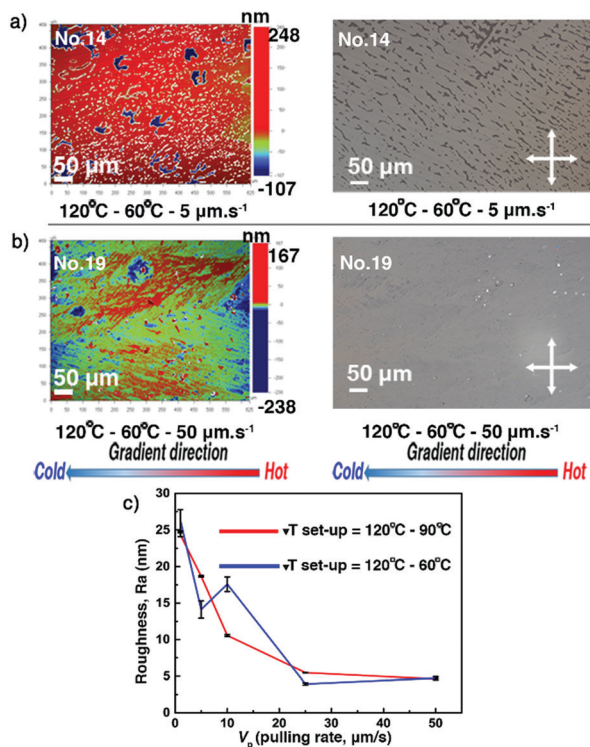 a)
nm
248
No.14
50 µm
-107
120°C - 60°C - 5 µm.s-1
No.14
50 µm
120°C - 60°C - 5 µm.s-1
b)
nm
167
No.19
50 µm
-238
120°C - 60°C - 50 µm.s-1
Gradient direction
Cold
Hot
No.19
50 µm
120°C - 60°C - 50 µm.s-1
Gradient direction
Cold
Hot
c)
30
25
20
15
10
5
0
Roughness, Ra (nm)
▼T set-up = 120°C - 90°C
▼T set-up = 120°C - 60°C
0 10 20 30 40 50
Vp (pulling rate, µm/s)